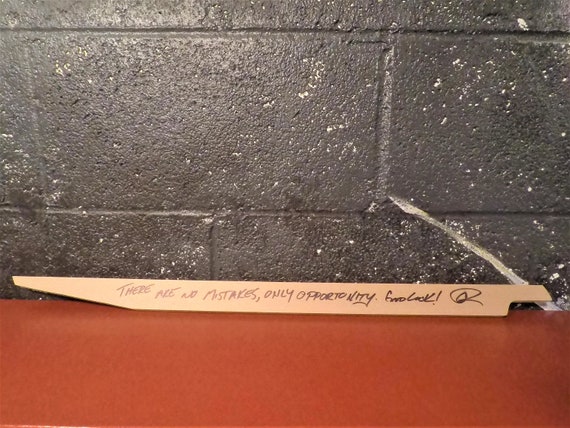 THERE ARE NO MISTAKES, ONLY OPPORTUNITY. GOOD LUCK!